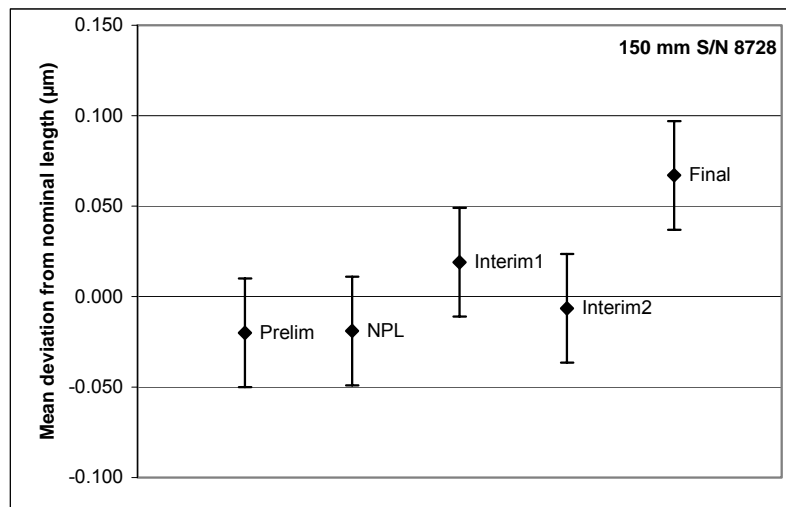 150 mm S/N 8728
Mean deviation from nominal length (µm)
0.150
0.100
0.050
0.000
-0.050
-0.100
Prelim
NPL
Interim1
Interim2
Final